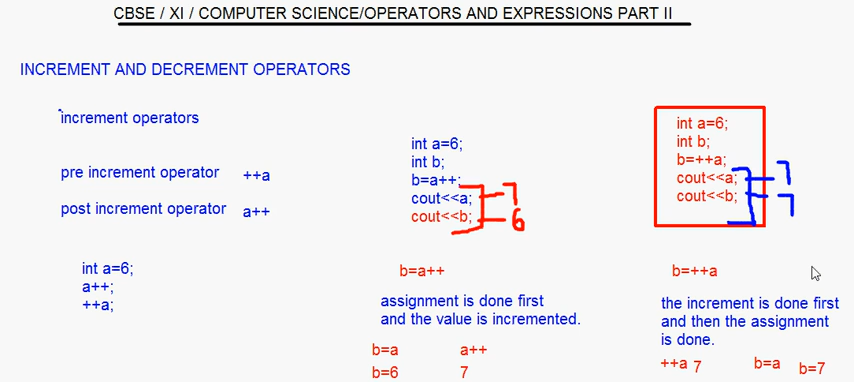 CBSE / XI / COMPUTER SCIENCE/OPERATORS AND EXPRESSIONS PART II
INCREMENT AND DECREMENT OPERATORS
increment operators
pre increment operator ++a
post increment operator a++
int a=6;
a++;
++a;
int a=6;
int b;
b=a++;
cout<<a; 7
cout<<b; 6
b=a++
assignment is done first
and the value is incremented.
b=a a++
b=6 7
int a=6;
int b;
b=++a;
cout<<a; 7
cout<<b; 7
b=++a
the increment is done first
and then the assignment
is done.
++a 7 b=a b=7